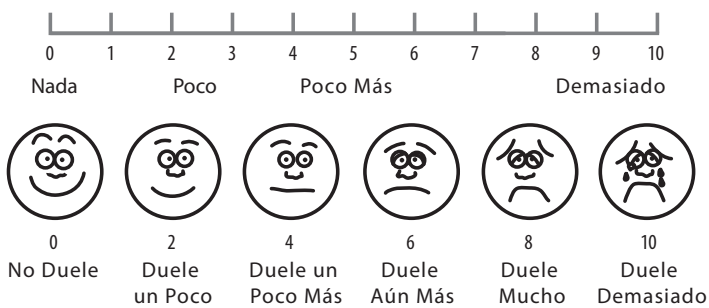 0 1 2 3 4 5 6 7 8 9 10
Nada Poco Poco Más Demasiado
0 2 4 6 8 10
No Duele Duele Duele un Duele Duele Duele
un Poco Poco Más Aún Más Mucho Demasiado